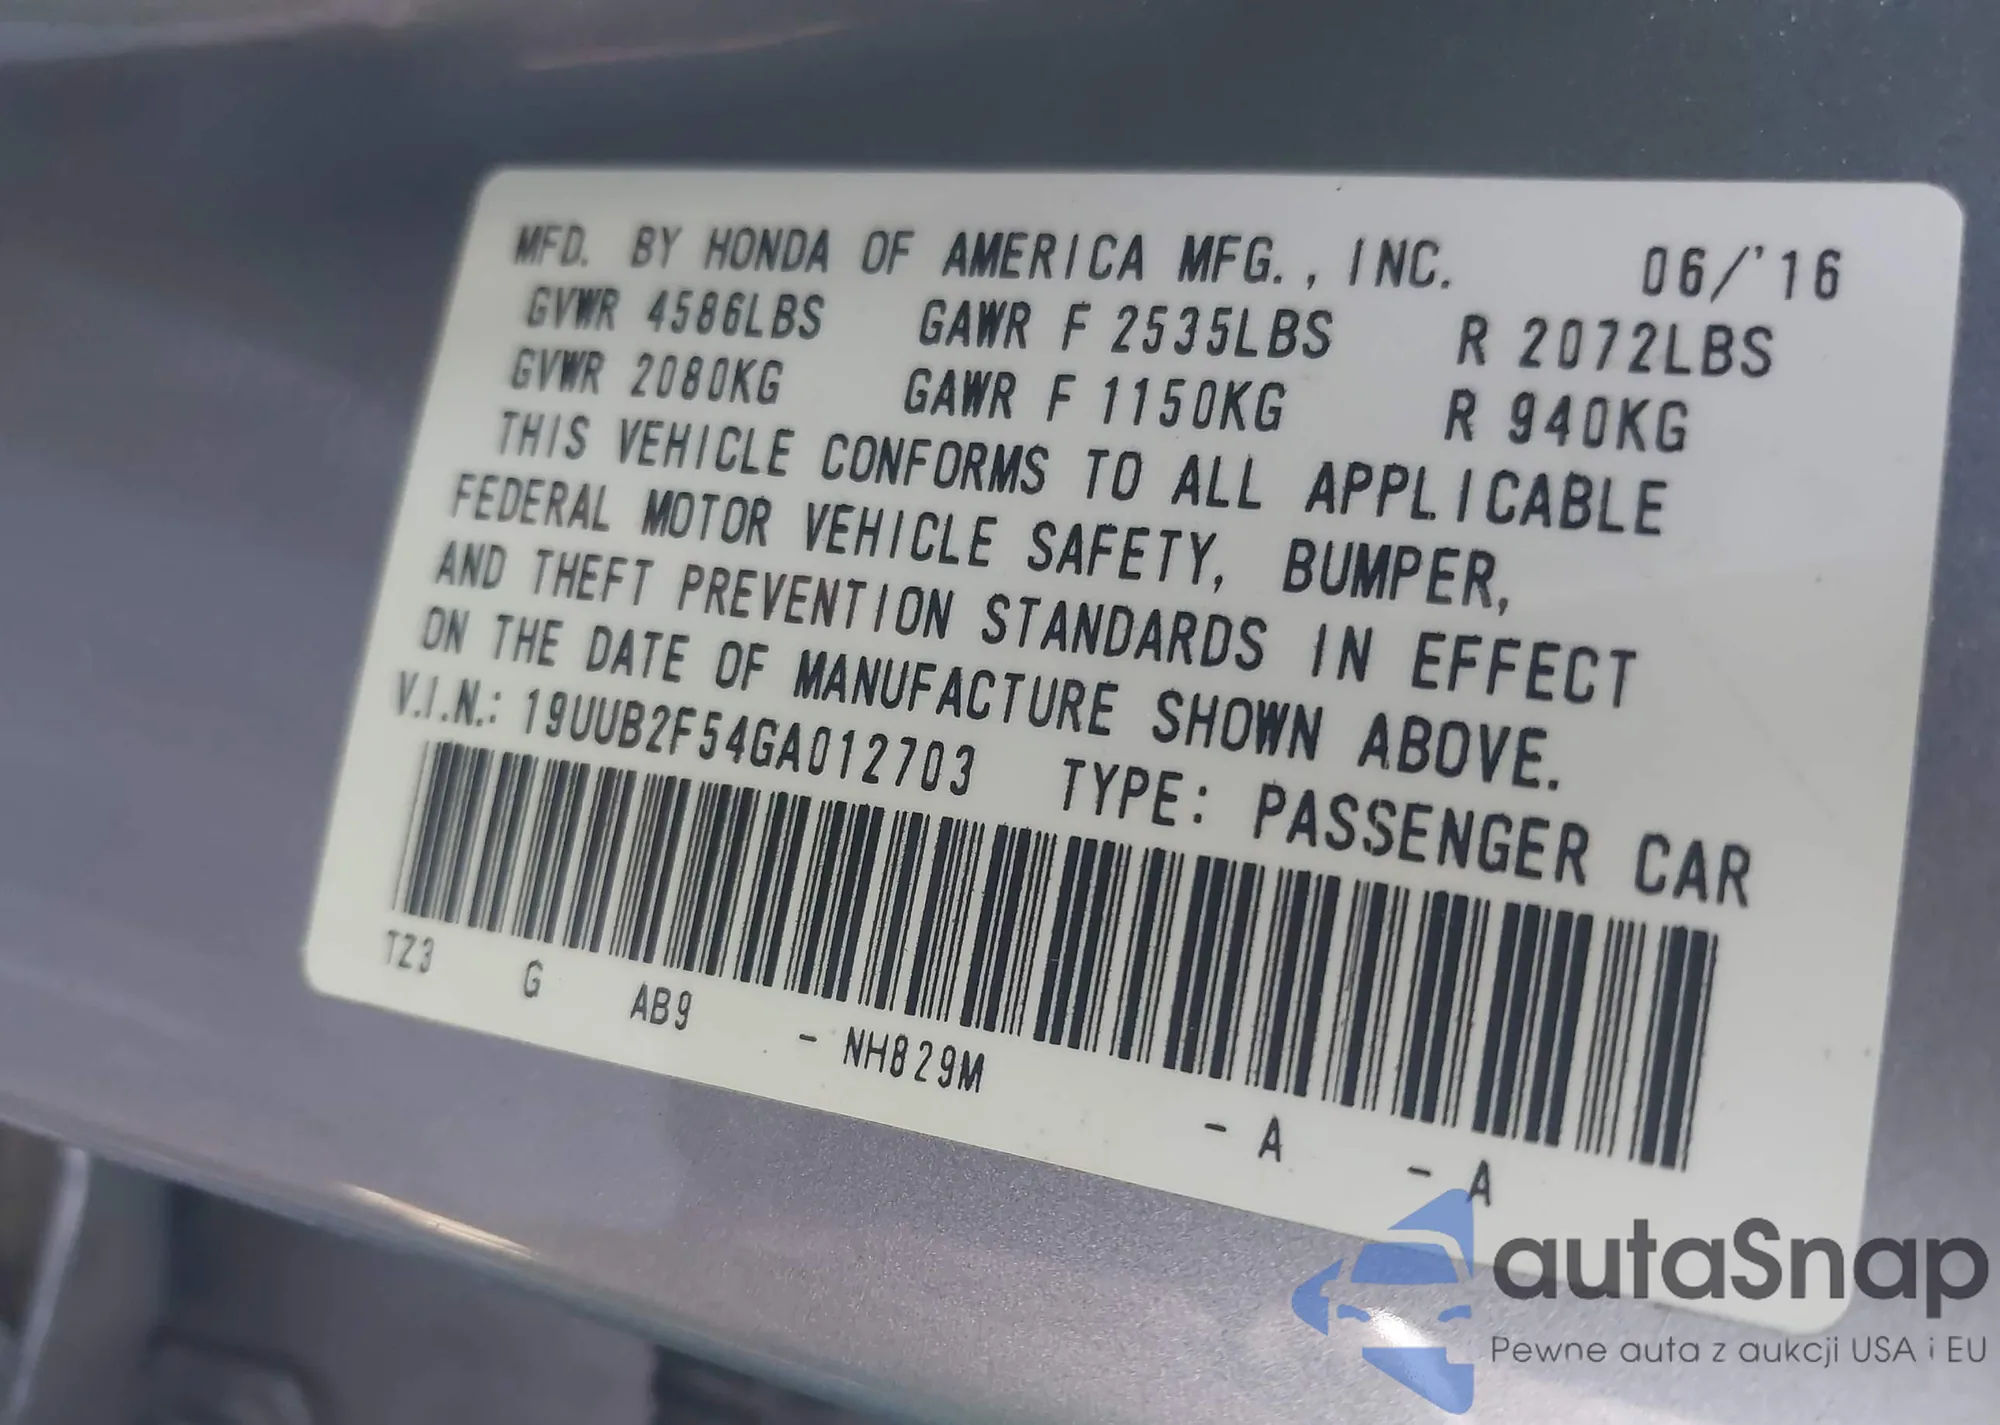 MFD. BY HONDA OF AMERICA MFG., INC. 06/'16
GVWR 4586LBS GAWR F 2535LBS R 2072LBS
GVWR 2080KG GAWR F 1150KG R 940KG
THIS VEHICLE CONFORMS TO ALL APPLICABLE
FEDERAL MOTOR VEHICLE SAFETY, BUMPER,
AND THEFT PREVENTION STANDARDS IN EFFECT
ON THE DATE OF MANUFACTURE SHOWN ABOVE.
V.I.N.: 19UUB2F54GA012703 TYPE: PASSENGER CAR
TZ3 G AB9 - NH829M - A - A
autaSnap
Pewne auta z aukcji USA i EU